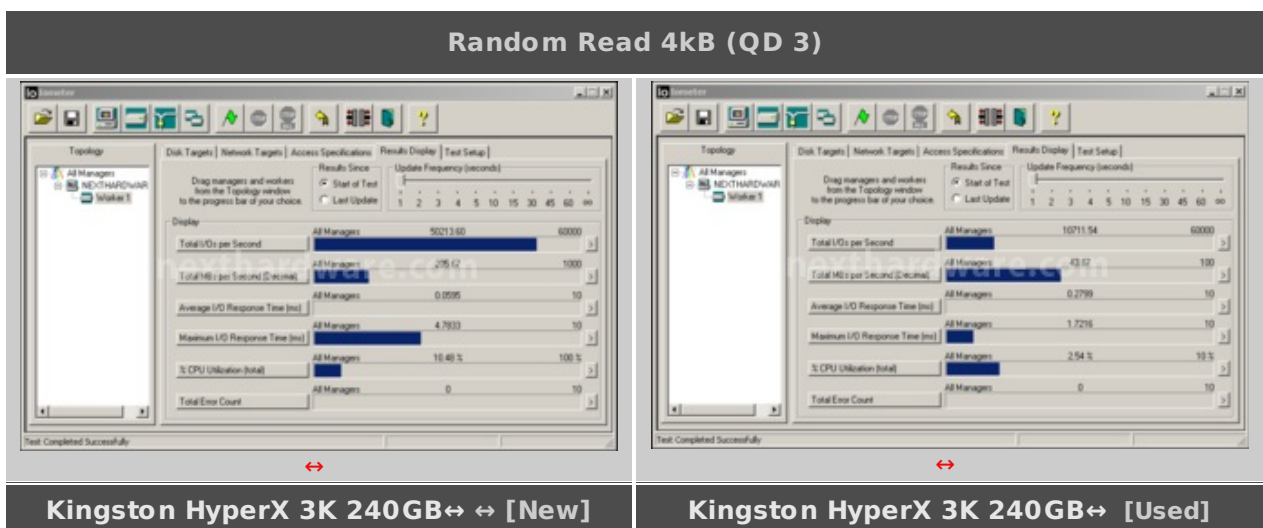 Random Read 4kB (QD 3)
Iometer
Topology
All Managers
NEXTHARDWAR
Worker 1
Disk Targets Network Targets Access Specifications Results Display Test Setup
Drag managers and workers
from the Topology window
to the progress bar of your choice.
Results Since
Start of Test
Last Update
Update Frequency (seconds)
1 2 3 4 5 10 15 30 45 60 ∞
Display
All Managers 50213.60 60000
Total I/Os per Second
All Managers 205.67 1000
Total MBs per Second (Decimal)
All Managers 0.0595 10
Average I/O Response Time (ms)
All Managers 4.7833 10
Maximum I/O Response Time (ms)
All Managers 10.48 % 100 %
% CPU Utilization (total)
All Managers 0 10
Total Error Count
Test Completed Successfully
nexthardware.com
↔
Kingston HyperX 3K 240GB↔ ↔ [New]
Iometer
Topology
All Managers
NEXTHARDWAR
Worker 1
Disk Targets Network Targets Access Specifications Results Display Test Setup
Drag managers and workers
from the Topology window
to the progress bar of your choice.
Results Since
Start of Test
Last Update
Update Frequency (seconds)
1 2 3 4 5 10 15 30 45 60 ∞
Display
All Managers 10711.54 60000
Total I/Os per Second
All Managers 43.87 100
Total MBs per Second (Decimal)
All Managers 0.2799 10
Average I/O Response Time (ms)
All Managers 1.7216 10
Maximum I/O Response Time (ms)
All Managers 2.54 % 10 %
% CPU Utilization (total)
All Managers 0 10
Total Error Count
Test Completed Successfully
nexthardware.com
↔
Kingston HyperX 3K 240GB↔ [Used]